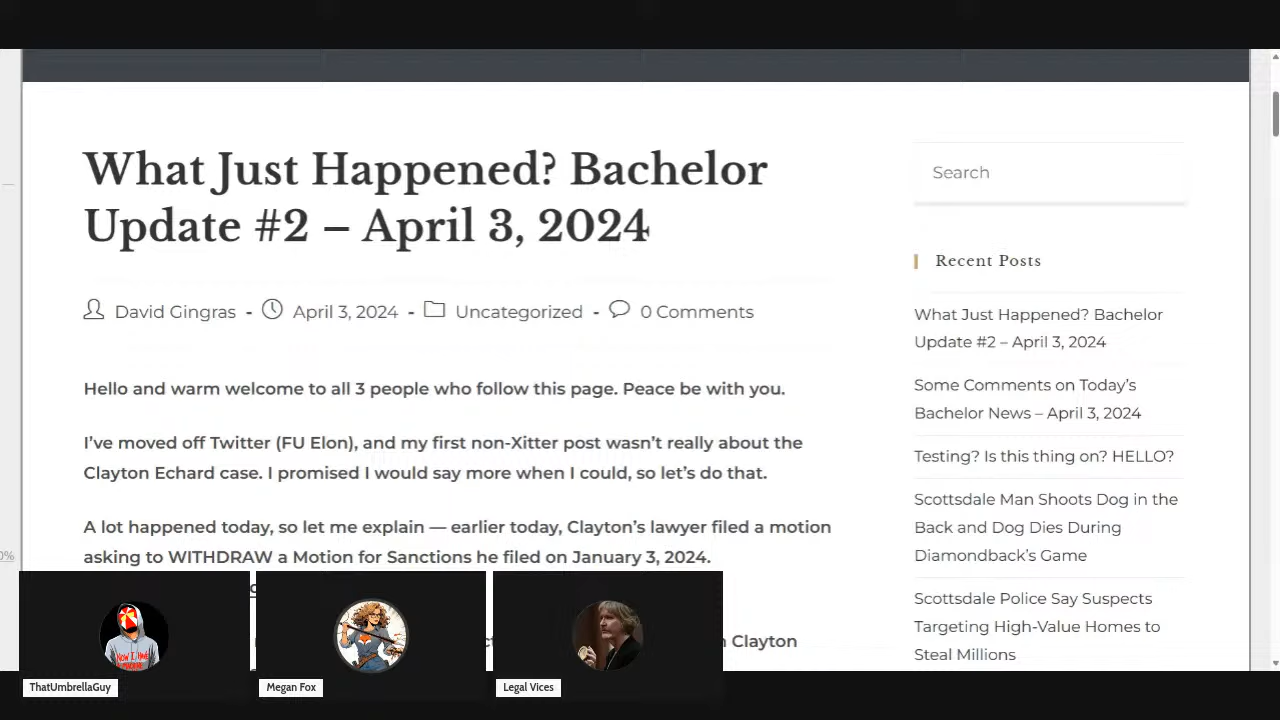 What Just Happened? Bachelor
Update #2 – April 3, 2024
David Gingras - April 3, 2024 - Uncategorized - 0 Comments
Hello and warm welcome to all 3 people who follow this page. Peace be with you.
I've moved off Twitter (FU Elon), and my first non-Xitter post wasn't really about the
Clayton Echard case. I promised I would say more when I could, so let's do that.
A lot happened today, so let me explain — earlier today, Clayton's lawyer filed a motion
asking to WITHDRAW a Motion for Sanctions he filed on January 3, 2024.
Clayton
Search
Recent Posts
What Just Happened? Bachelor
Update #2 – April 3, 2024
Some Comments on Today's
Bachelor News – April 3, 2024
Testing? Is this thing on? HELLO?
Scottsdale Man Shoots Dog in the
Back and Dog Dies During
Diamondback's Game
Scottsdale Police Say Suspects
Targeting High-Value Homes to
Steal Millions
ThatUmbrellaGuy
Megan Fox
Legal Vices